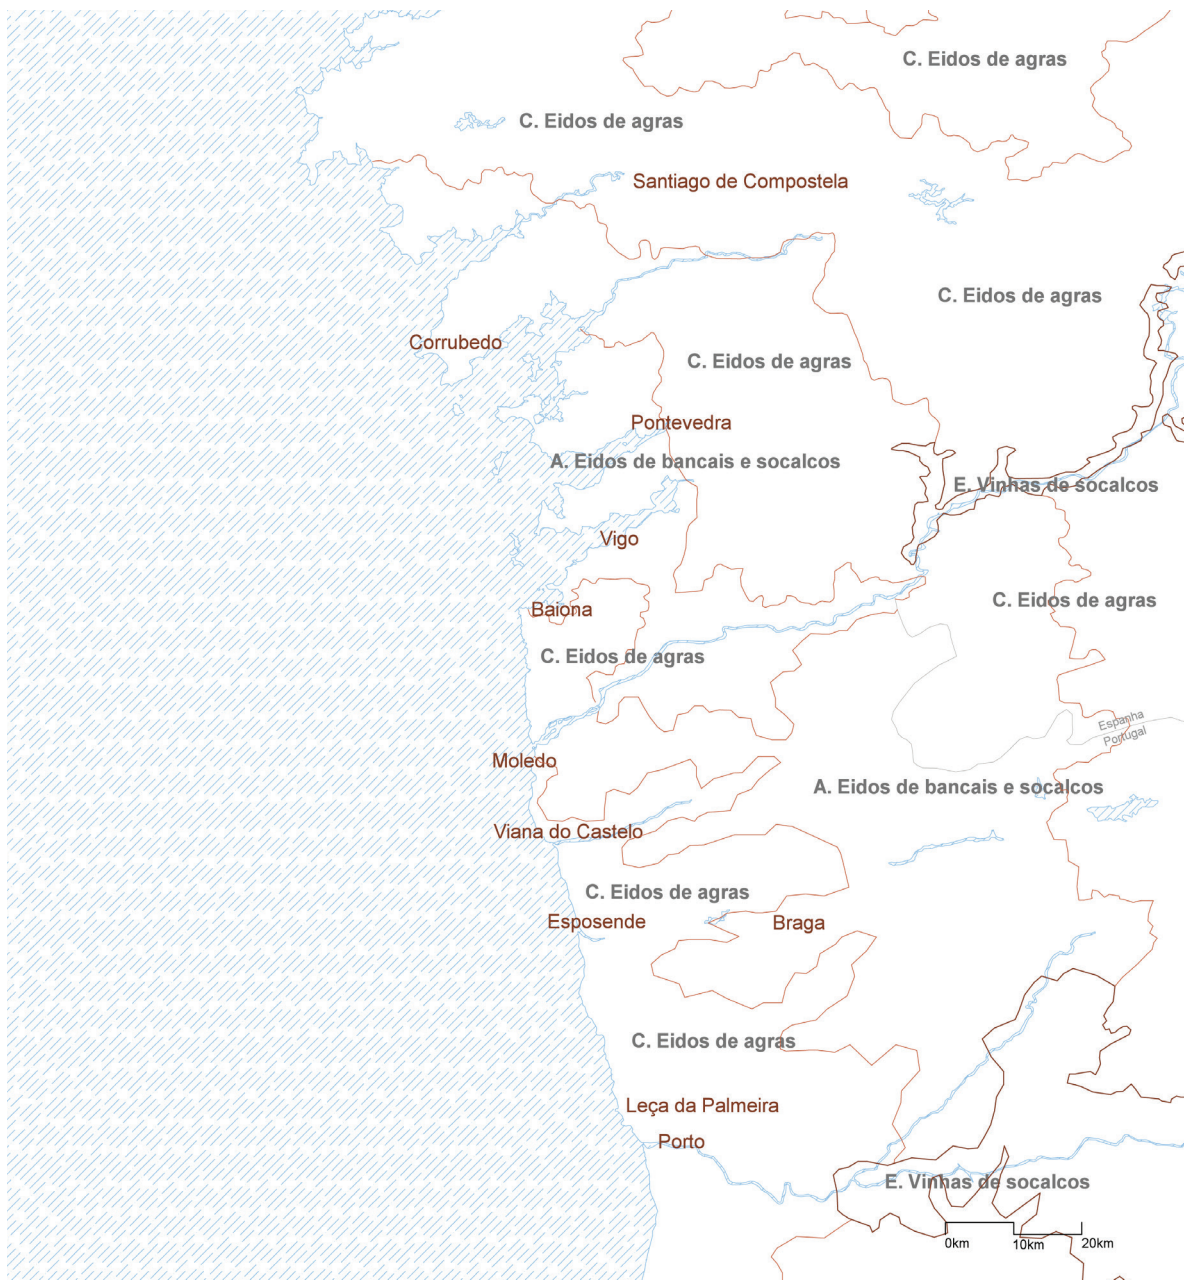 C. Eidos de agras
C. Eidos de agras
Santiago de Compostela
C. Eidos de agras
Corrubedo
C. Eidos de agras
Pontevedra
A. Eidos de bancais e socalcos
E. Vinhas de socalcos
Vigo
C. Eidos de agras
Baiona
C. Eidos de agras
Espanha
Portugal
Moledo
A. Eidos de bancais e socalcos
Viana do Castelo
C. Eidos de agras
Esposende
Braga
C. Eidos de agras
Leça da Palmeira
Porto
E. Vinhas de socalcos
0km 10km 20km